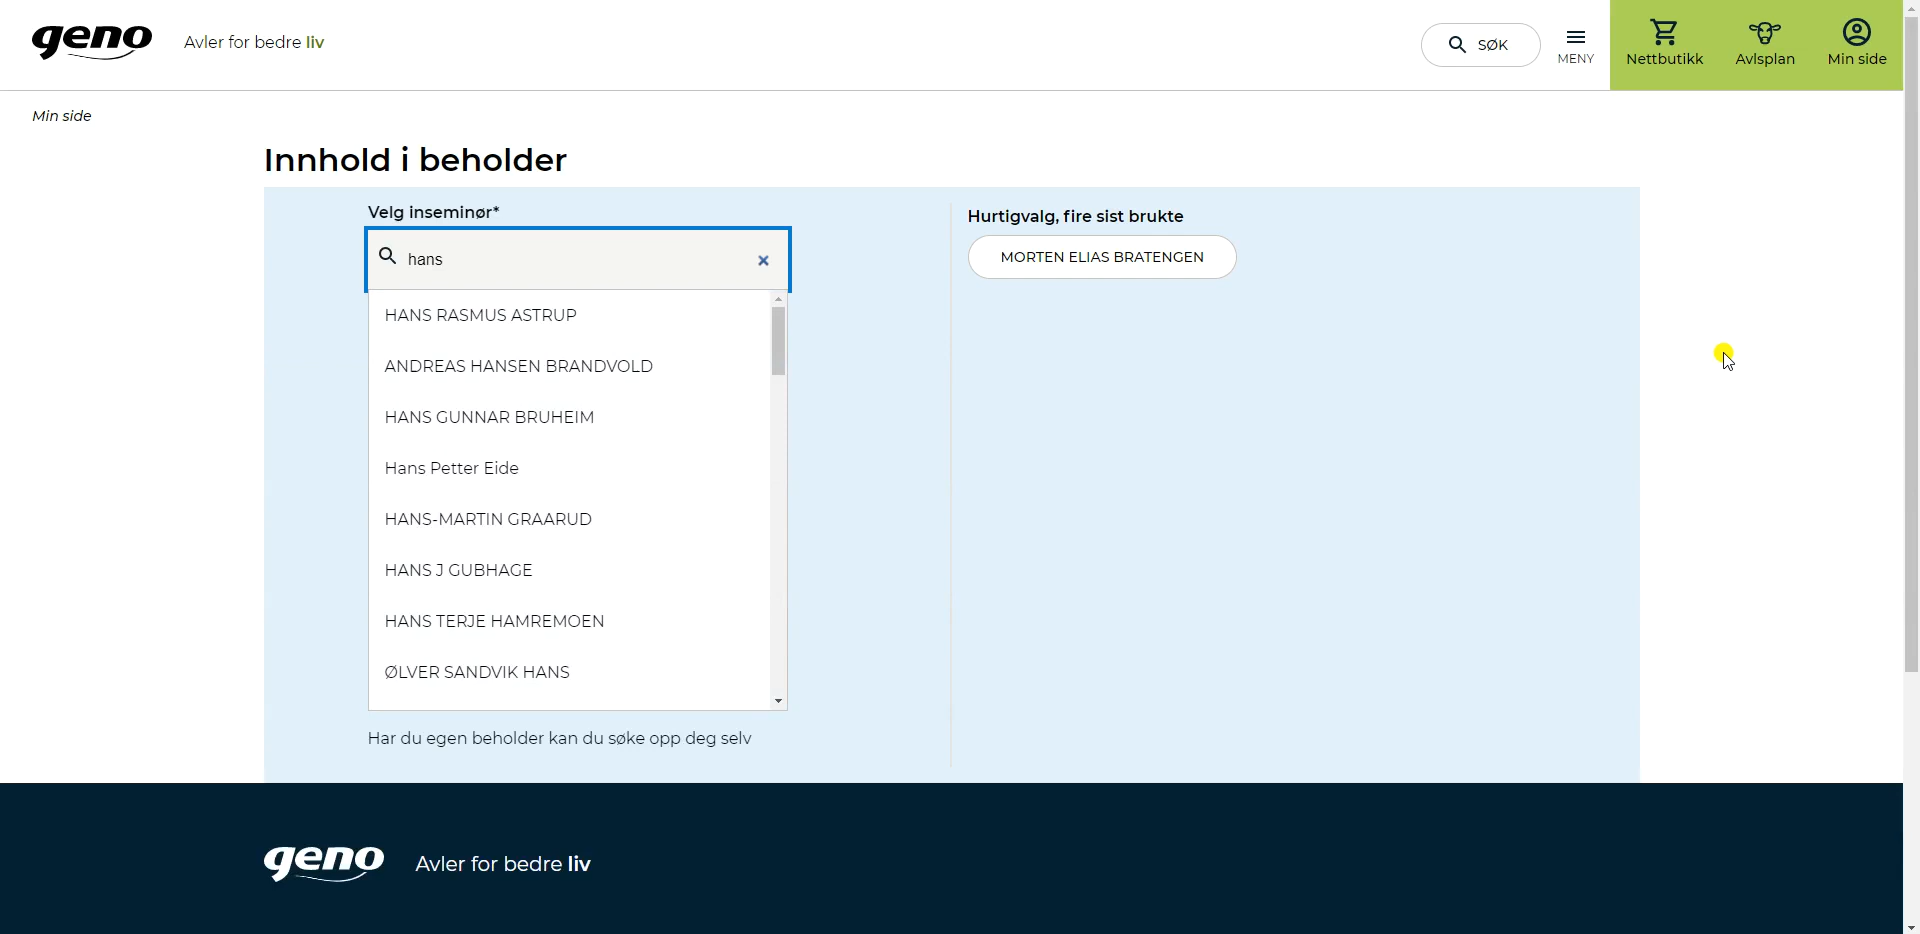 geno Avler for bedre liv SØK MENY Nettbutikk Avlsplan Min side
Min side
Innhold i beholder
Velg inseminør*
hans
HANS RASMUS ASTRUP
ANDREAS HANSEN BRANDVOLD
HANS GUNNAR BRUHEIM
Hans Petter Eide
HANS-MARTIN GRAARUD
HANS J GUBHAGE
HANS TERJE HAMREMOEN
ØLVER SANDVIK HANS
Har du egen beholder kan du søke opp deg selv
Hurtigvalg, fire sist brukte
MORTEN ELIAS BRATENGEN
geno Avler for bedre liv